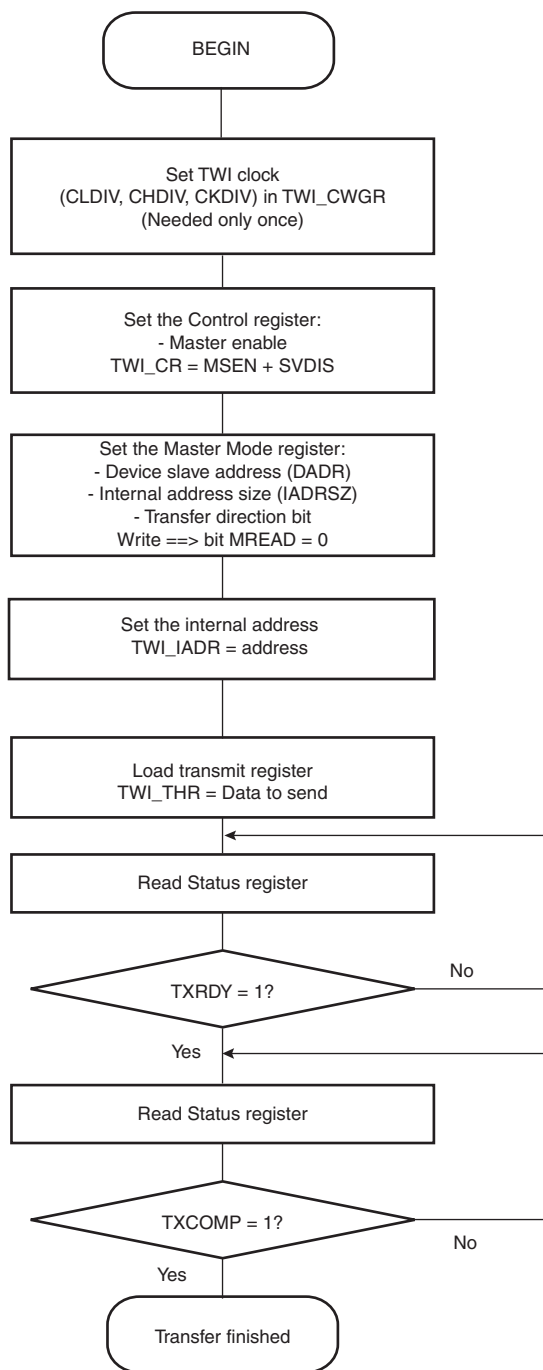 BEGIN
Set TWI clock
(CLDIV, CHDIV, CKDIV) in TWI_CWGR
(Needed only once)
Set the Control register:
- Master enable
TWI_CR = MSEN + SVDIS
Set the Master Mode register:
- Device slave address (DADR)
- Internal address size (IADRSZ)
- Transfer direction bit
Write ==> bit MREAD = 0
Set the internal address
TWI_IADR = address
Load transmit register
TWI_THR = Data to send
Read Status register
TXRDY = 1?
No
Yes
Read Status register
TXCOMP = 1?
No
Yes
Transfer finished